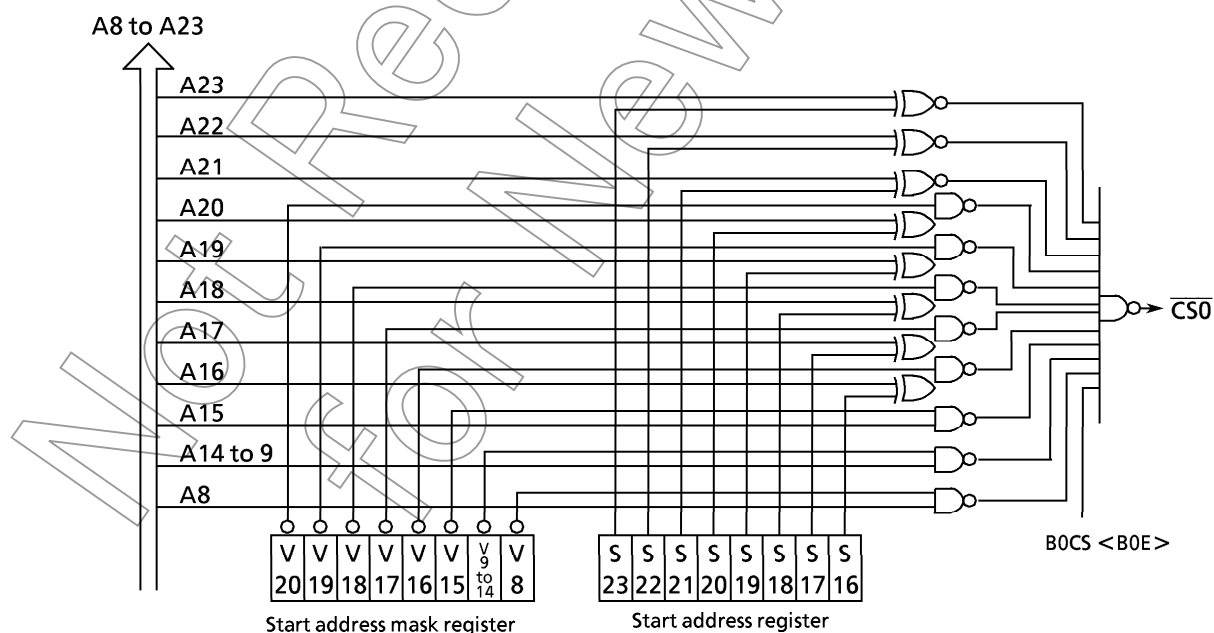 A8 to A23
A23
A22
A21
A20
A19
A18
A17
A16
A15
A14 to 9
A8
CS0
B0CS <B0E>
V 20
V 19
V 18
V 17
V 16
V 15
V 9 to 14
V 8
Start address mask register
S 23
S 22
S 21
S 20
S 19
S 18
S 17
S 16
Start address register
Not Rec
for New